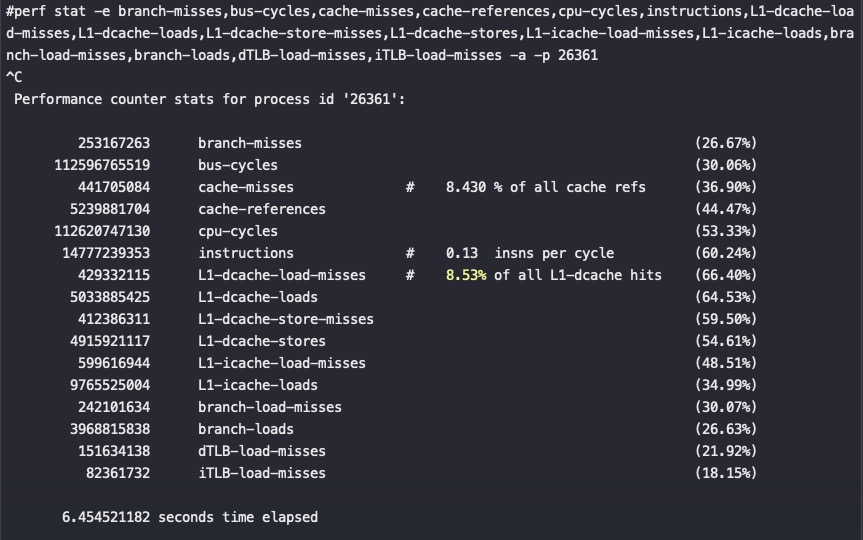 #perf stat -e branch-misses,bus-cycles,cache-misses,cache-references,cpu-cycles,instructions,L1-dcache-loa
d-misses,L1-dcache-loads,L1-dcache-store-misses,L1-dcache-stores,L1-icache-load-misses,L1-icache-loads,bra
nch-load-misses,branch-loads,dTLB-load-misses,iTLB-load-misses -a -p 26361
^C
Performance counter stats for process id '26361':
253167263 branch-misses (26.67%)
112596765519 bus-cycles (30.06%)
441705084 cache-misses # 8.430 % of all cache refs (36.90%)
5239881704 cache-references (44.47%)
112620747130 cpu-cycles (53.33%)
14777239353 instructions # 0.13 insns per cycle (60.24%)
429332115 L1-dcache-load-misses # 8.53% of all L1-dcache hits (66.40%)
5033885425 L1-dcache-loads (64.53%)
412386311 L1-dcache-store-misses (59.50%)
4915921117 L1-dcache-stores (54.61%)
599616944 L1-icache-load-misses (48.51%)
9765525004 L1-icache-loads (34.99%)
242101634 branch-load-misses (30.07%)
3968815838 branch-loads (26.63%)
151634138 dTLB-load-misses (21.92%)
82361732 iTLB-load-misses (18.15%)
6.454521182 seconds time elapsed